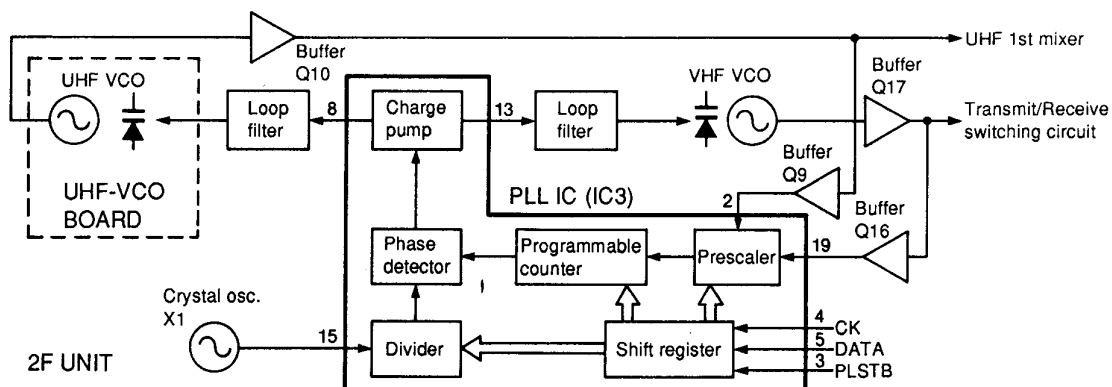 UHF 1st mixer
Buffer
Q10
Buffer
Q17
UHF VCO
VHF VCO
Loop
filter
8
Charge
pump
13
Loop
filter
Transmit/Receive
switching circuit
UHF-VCO
BOARD
PLL IC (IC3)
Buffer
Q9
2
Buffer
Q16
Phase
detector
Programmable
counter
Prescaler
19
Crystal osc.
X1
15
Divider
Shift register
4
CK
5
DATA
3
PLSTB
2F UNIT